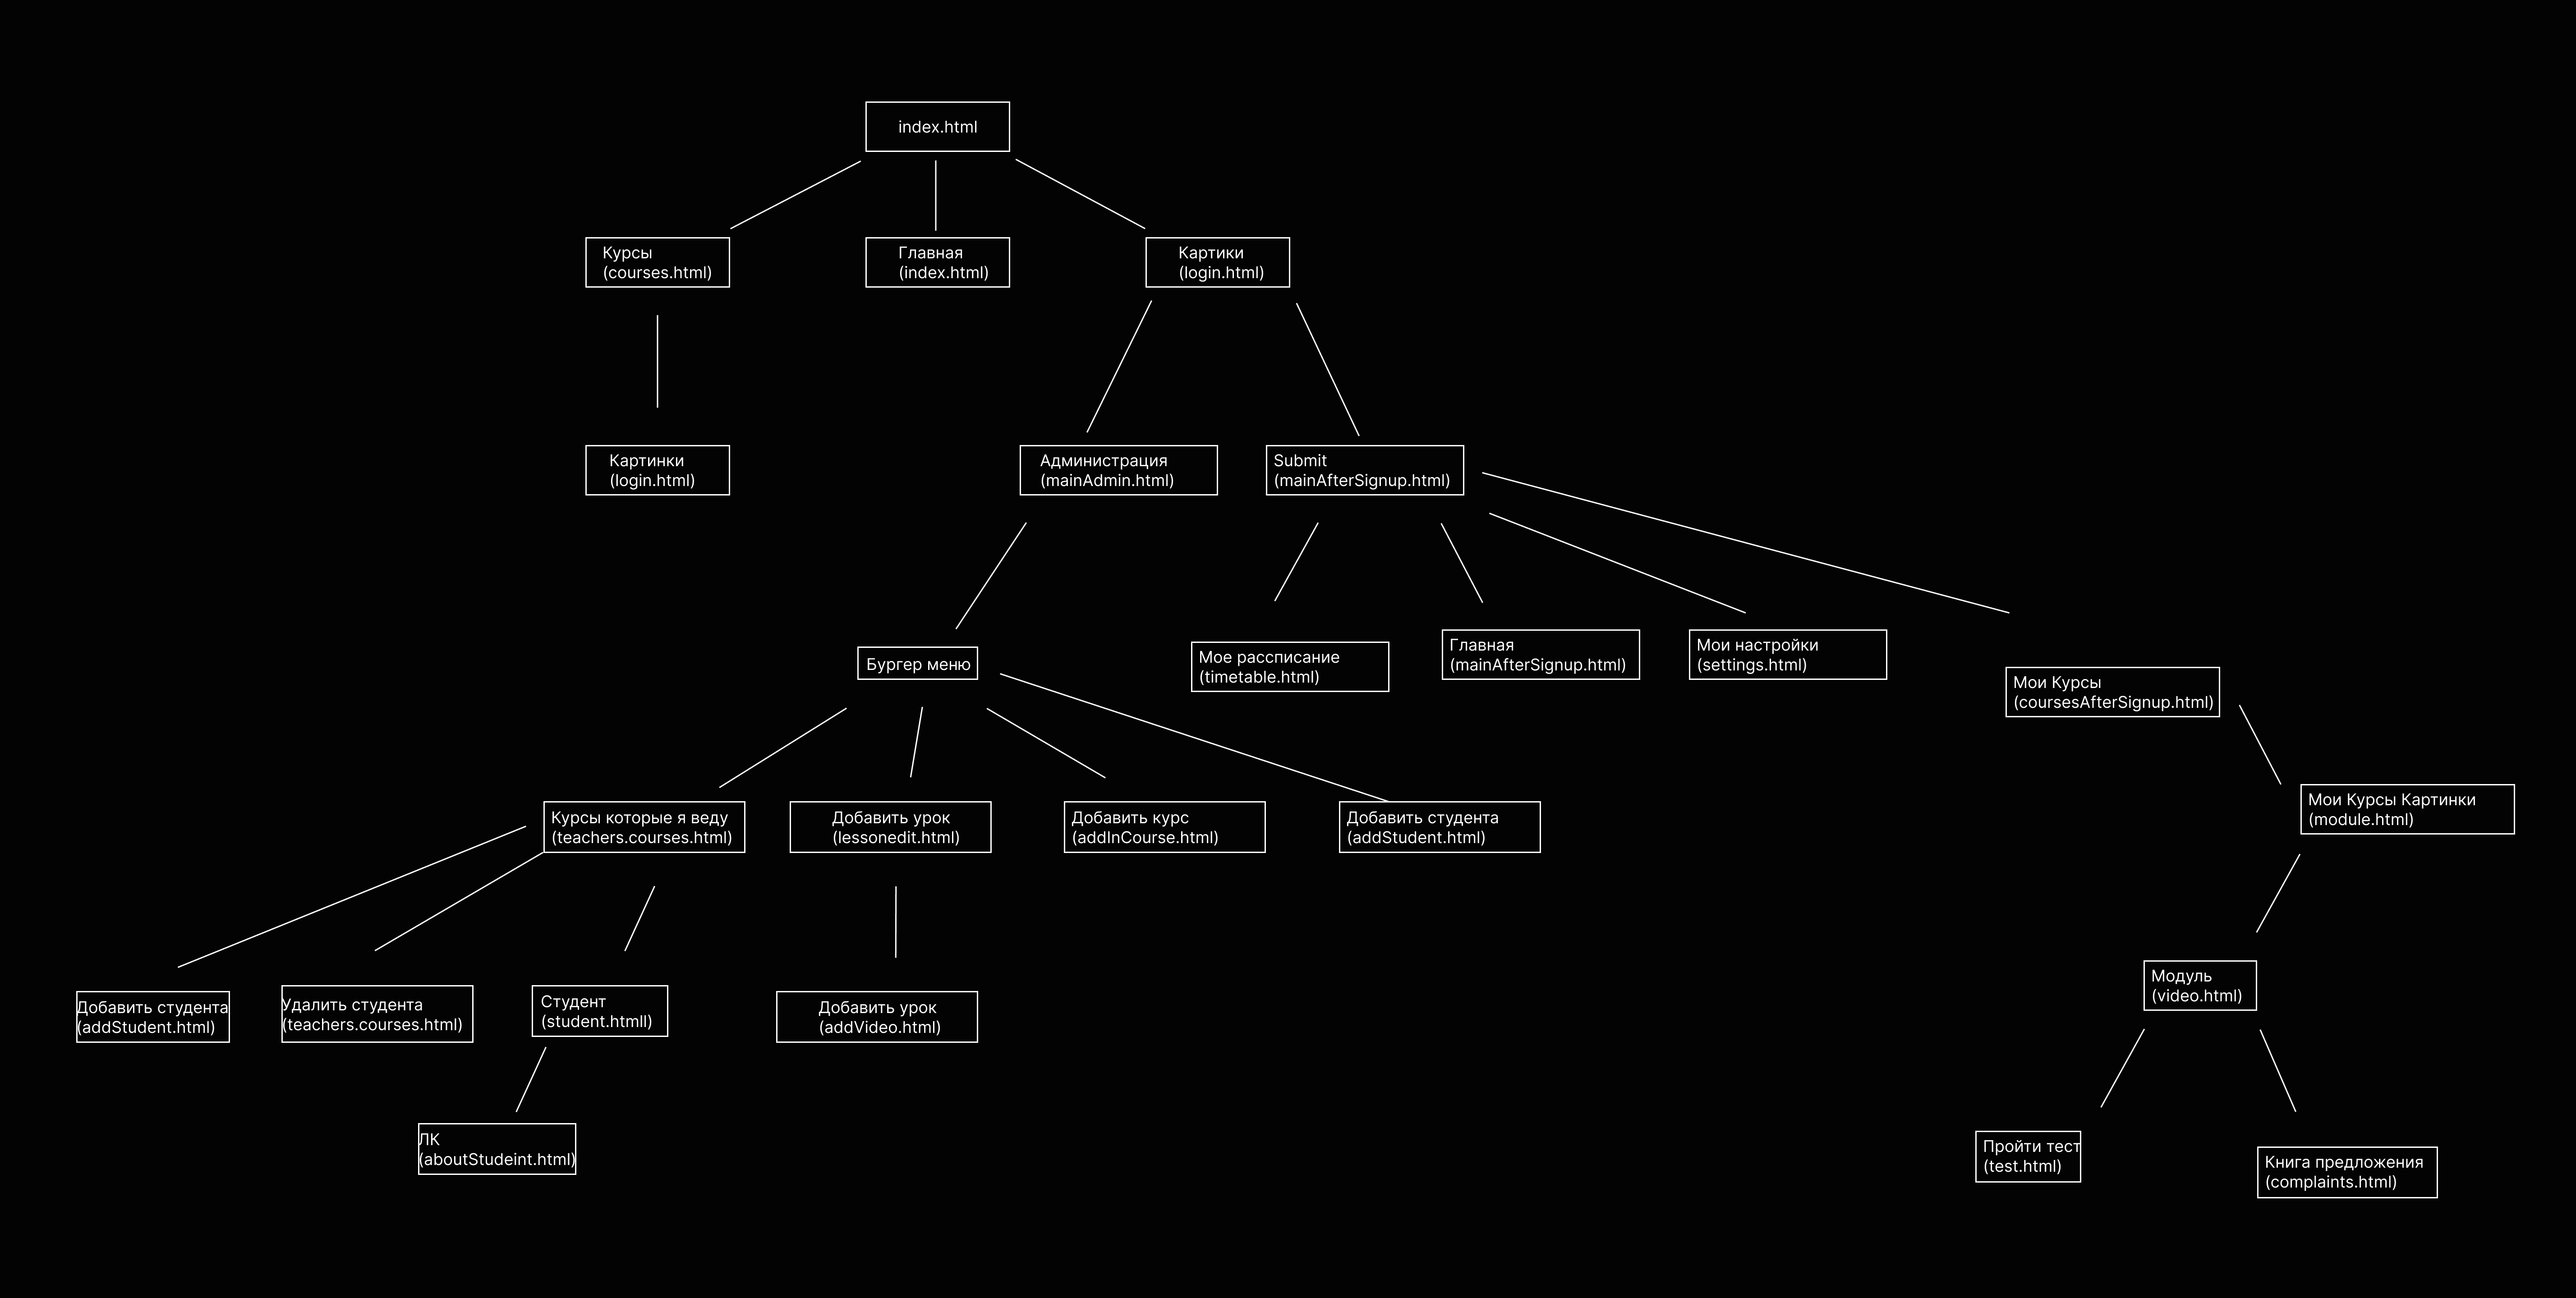 index.html
Курсы
(courses.html)
Главная
(index.html)
Картики
(login.html)
Картинки
(login.html)
Администрация
(mainAdmin.html)
Submit
(mainAfterSignup.html)
Бургер меню
Мое рассписание
(timetable.html)
Главная
(mainAfterSignup.html)
Мои настройки
(settings.html)
Мои Курсы
(coursesAfterSignup.html)
Мои Курсы Картинки
(module.html)
Курсы которые я веду
(teachers.courses.html)
Добавить урок
(lessonedit.html)
Добавить курс
(addInCourse.html)
Добавить студента
(addStudent.html)
Добавить студента
(addStudent.html)
Удалить студента
(teachers.courses.html)
Студент
(student.htmll)
Добавить урок
(addVideo.html)
Модуль
(video.html)
ЛК
(aboutStudeint.html)
Пройти тест
(test.html)
Книга предложения
(complaints.html)